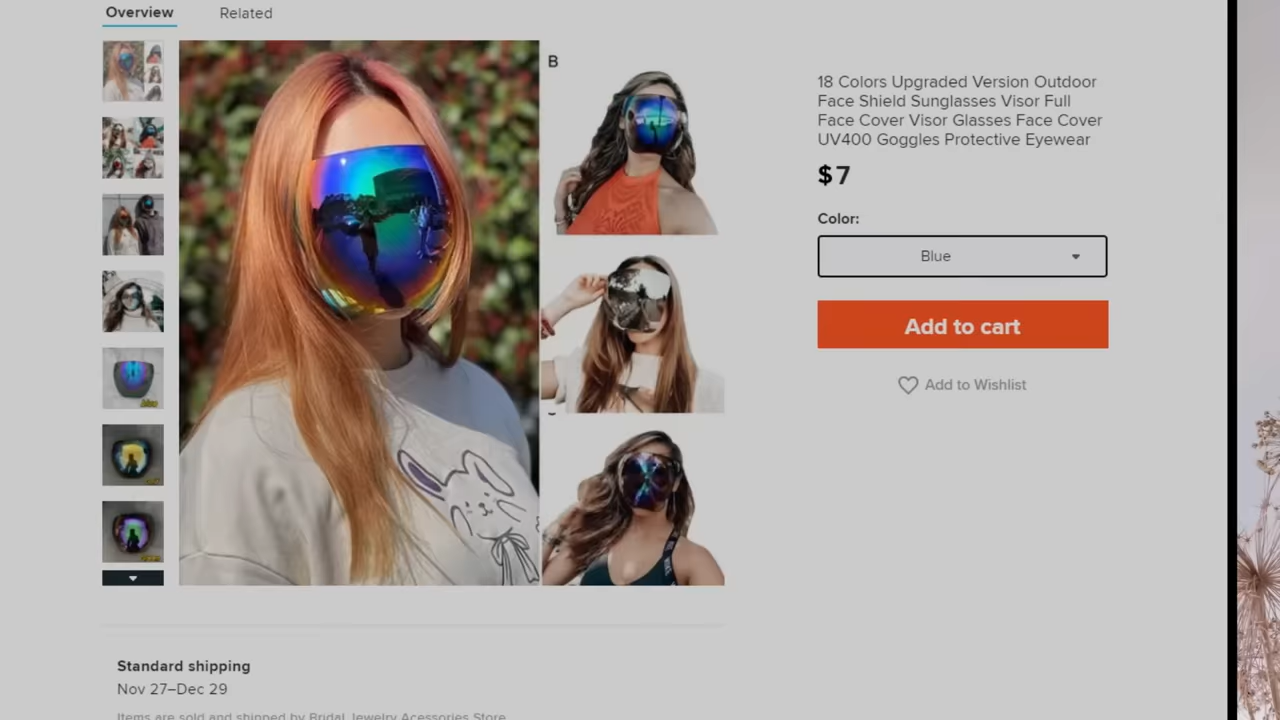 Overview
Related
B
18 Colors Upgraded Version Outdoor
Face Shield Sunglasses Visor Full
Face Cover Visor Glasses Face Cover
UV400 Goggles Protective Eyewear
$7
Color:
Blue
Add to cart
Add to Wishlist
Standard shipping
Nov 27–Dec 29
Items are sold and shipped by Bridal Jewelry Acessories Store